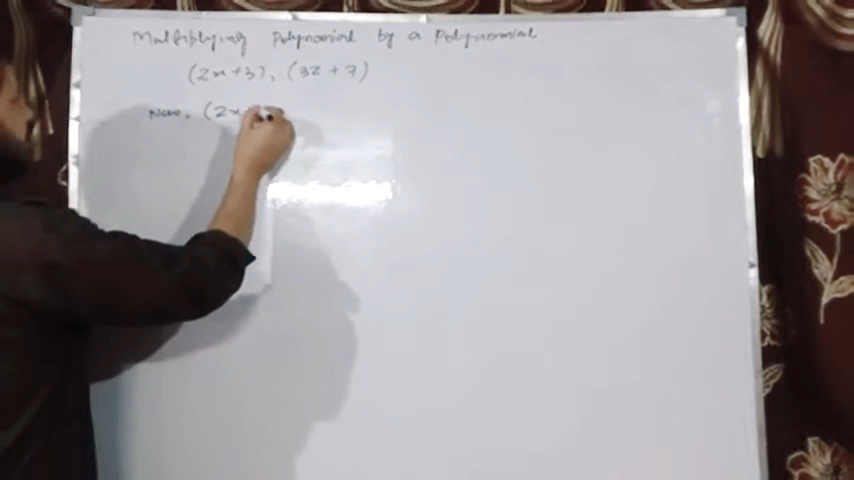 Multiplying Polynomial by a Polynomial
(2x+3), (3z+7)
Now, (2x